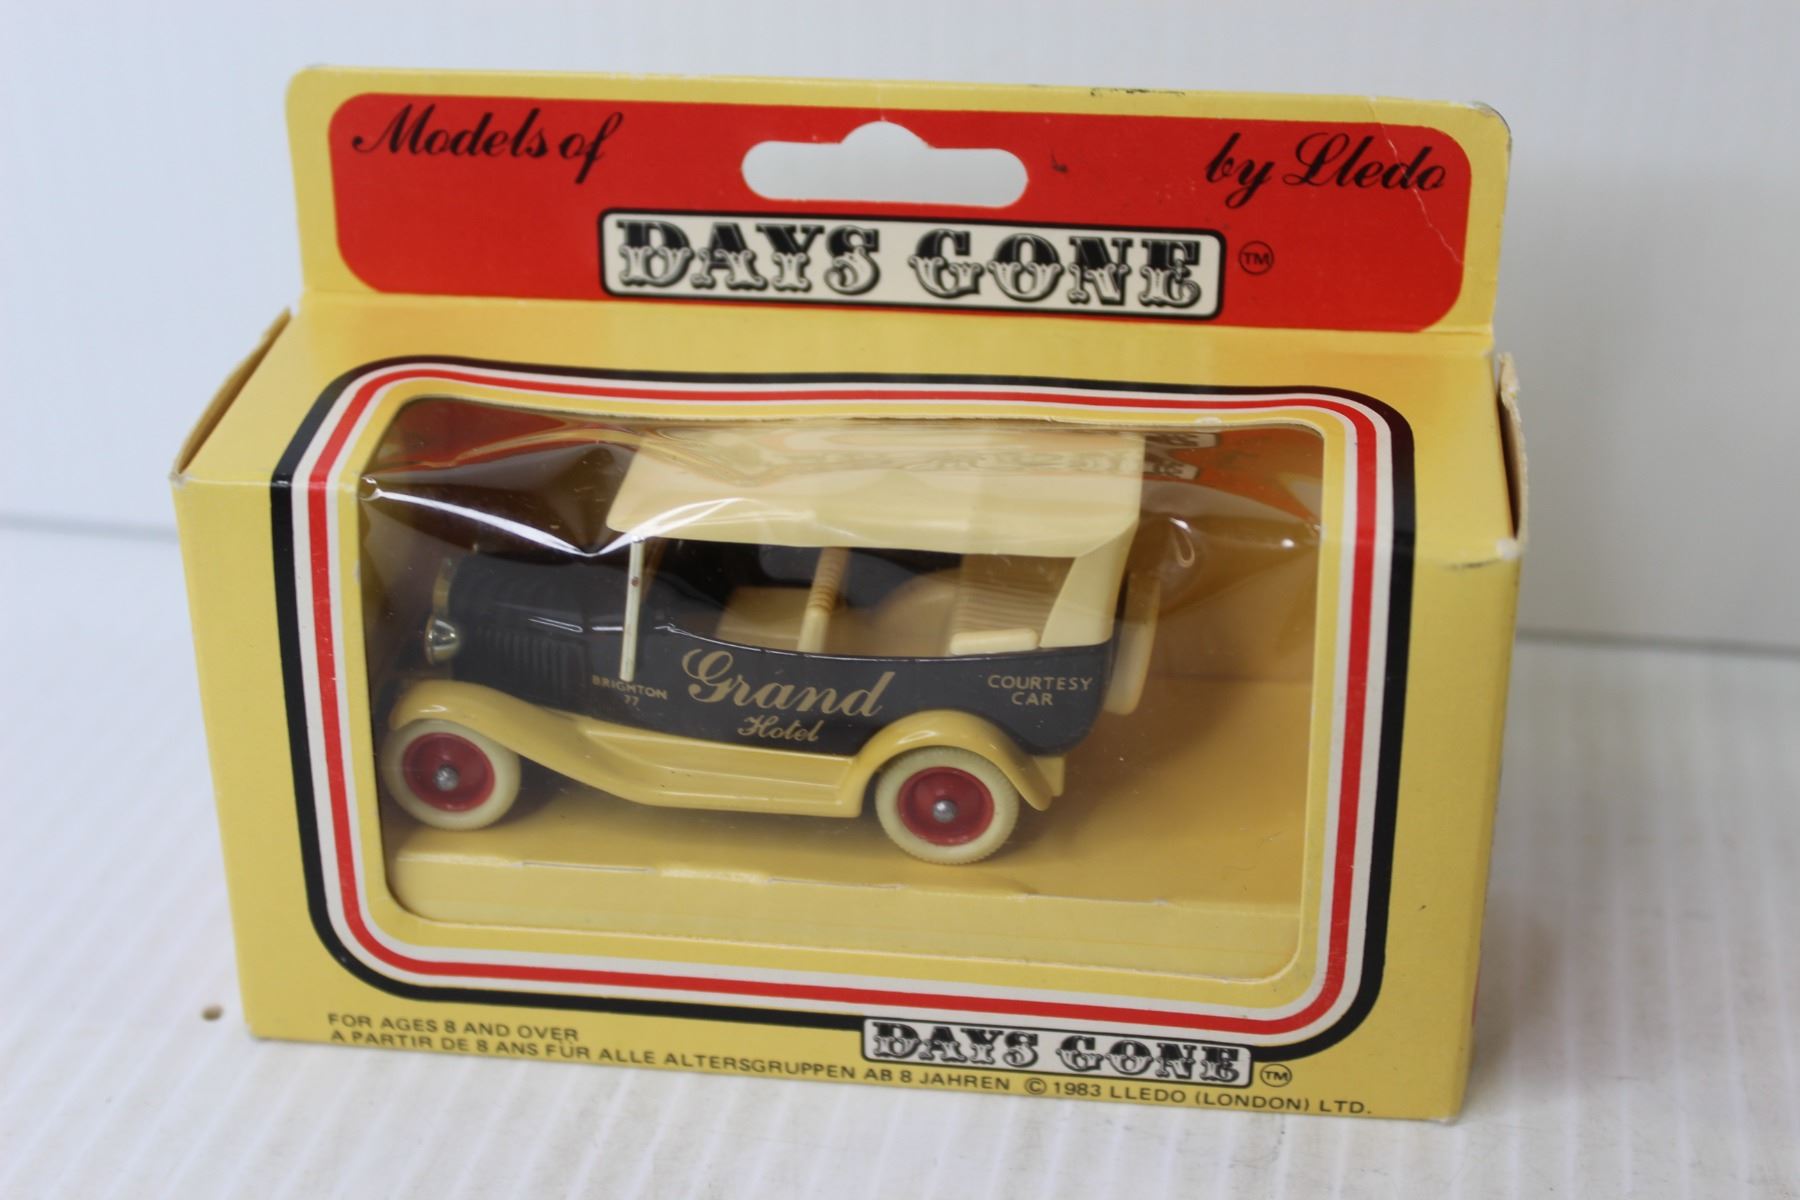 Models of
by Lledo
DAYS GONE
TM
Grand
Hotel
BRIGHTON
77
COURTESY
CAR
FOR AGES 8 AND OVER
A PARTIR DE 8 ANS FÜR ALLE ALTERSGRUPPEN AB 8 JAHREN © 1983 LLEDO (LONDON) LTD.
DAYS GONE
TM